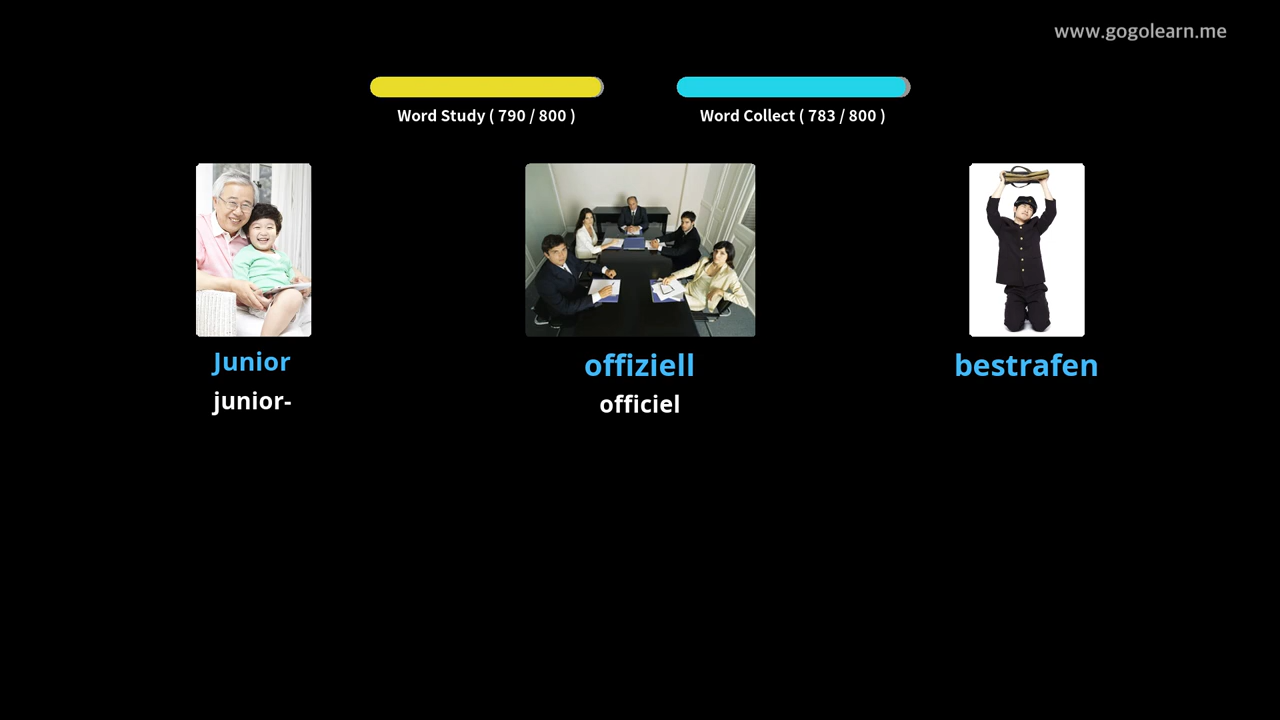 www.gogolearn.me
Word Study ( 790 / 800 )
Word Collect ( 783 / 800 )
Junior
junior-
offiziell
officiel
bestrafen